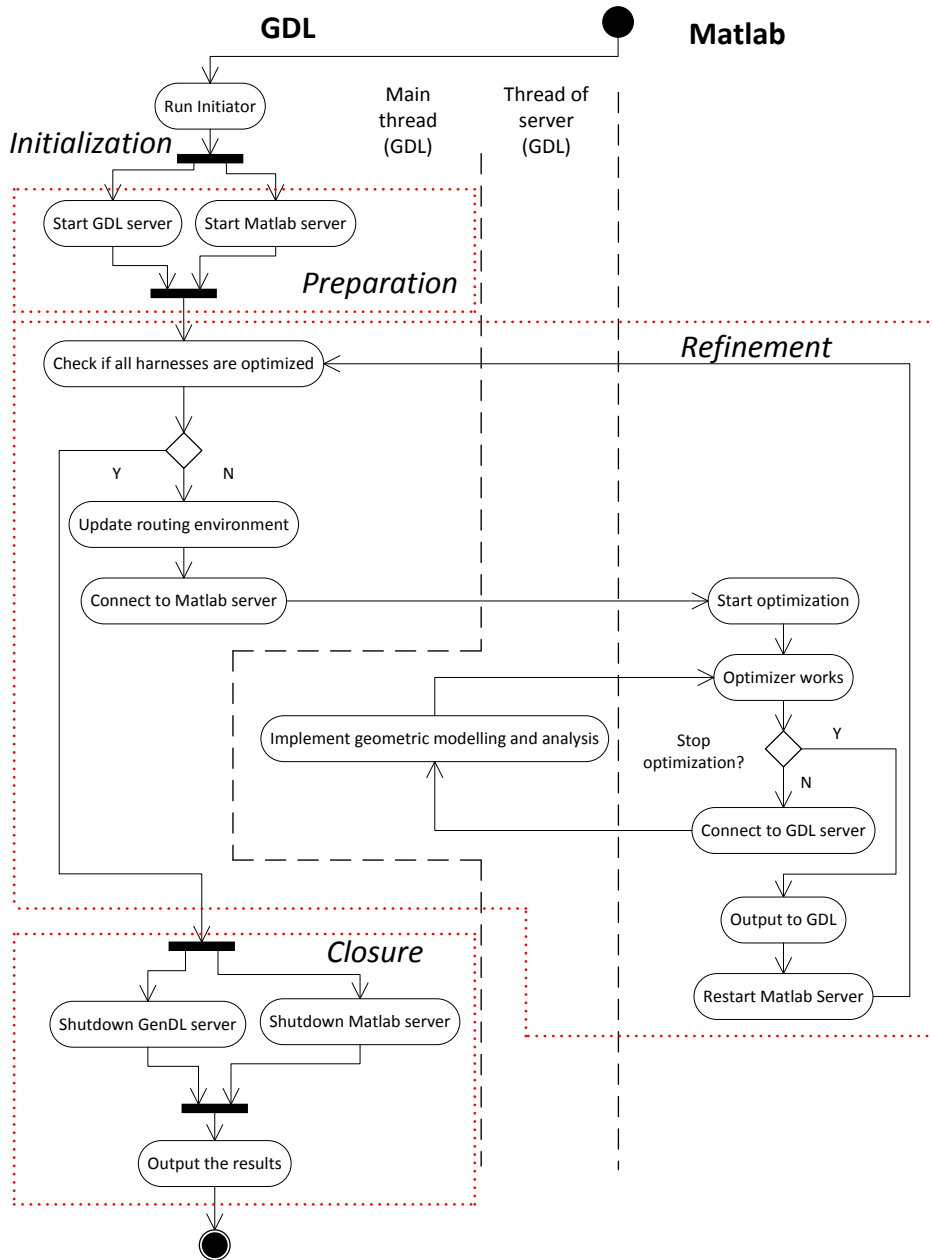 GDL
Matlab
Main
thread
(GDL)
Thread of
server
(GDL)
Run Initiator
Initialization
Start GDL server
Start Matlab server
Preparation
Refinement
Check if all harnesses are optimized
Y
N
Update routing environment
Connect to Matlab server
Start optimization
Optimizer works
Implement geometric modelling and analysis
Stop
optimization?
Y
N
Connect to GDL server
Output to GDL
Restart Matlab Server
Closure
Shutdown GenDL server
Shutdown Matlab server
Output the results